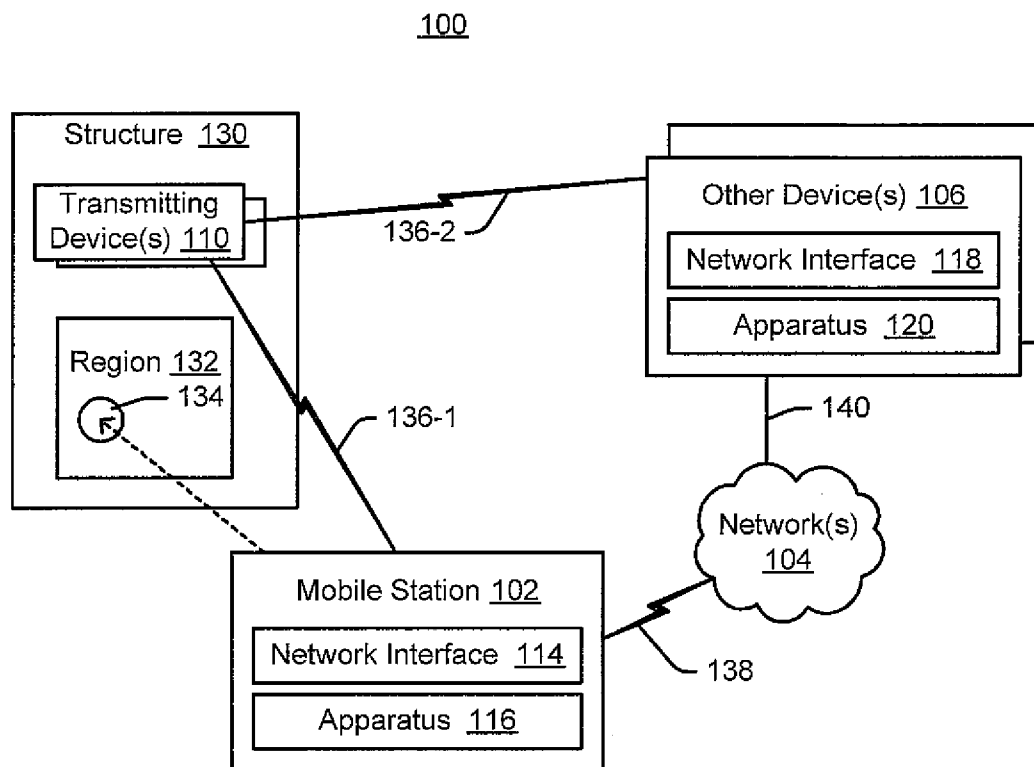 100
Structure 130
Transmitting
Device(s) 110
136-2
Other Device(s) 106
Network Interface 118
Apparatus 120
Region 132
134
136-1
140
Network(s)
104
Mobile Station 102
Network Interface 114
Apparatus 116
138